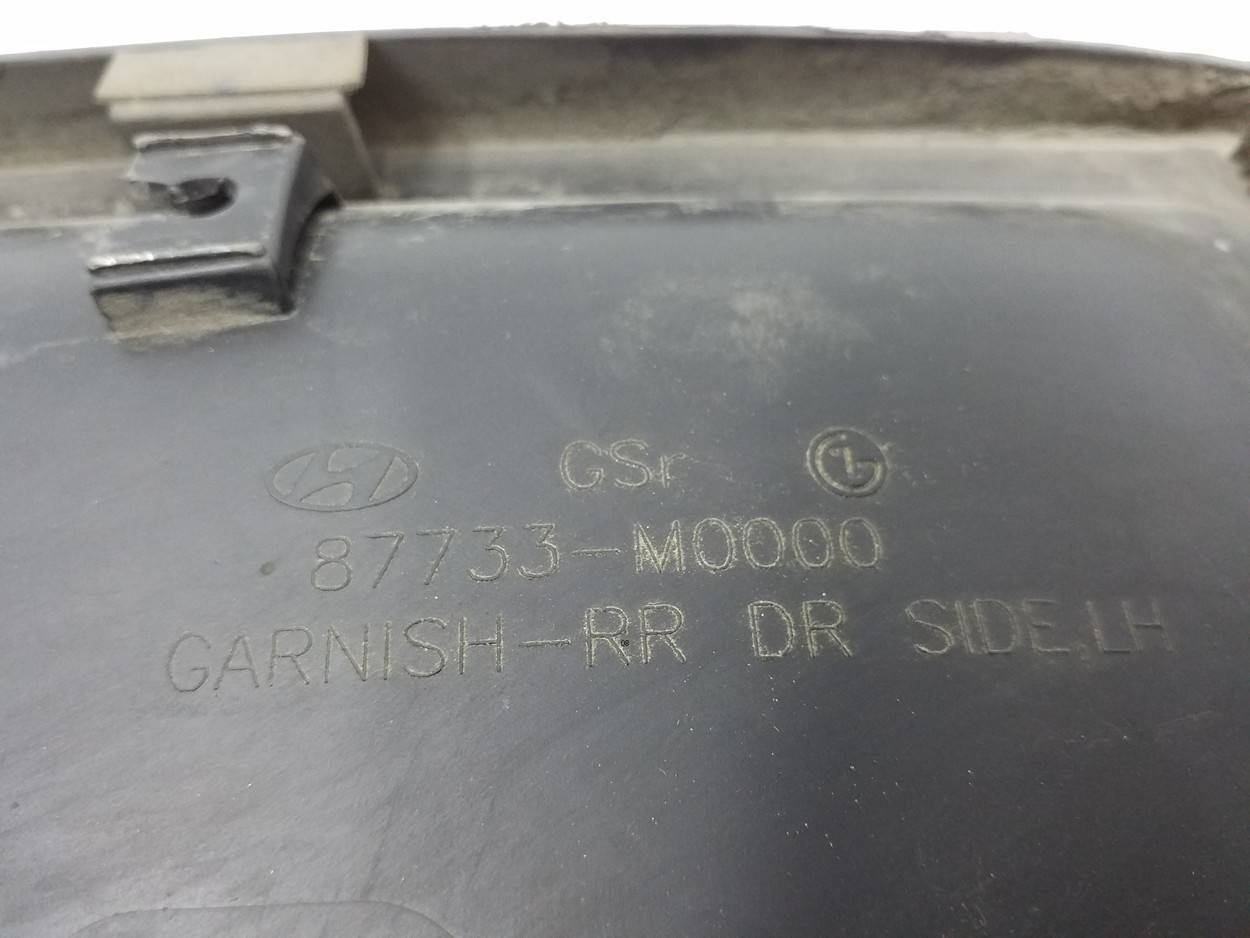 GSr
87733-M0000
GARNISH-RR DR SIDE,LH